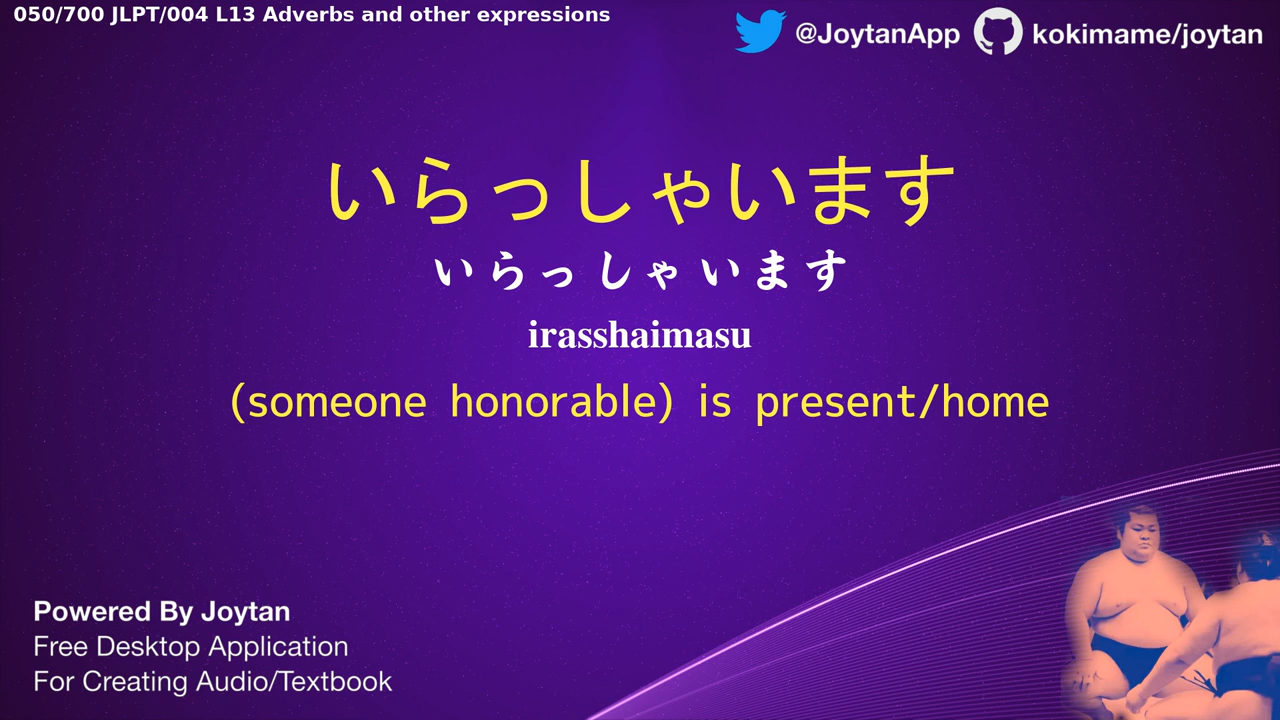 050/700 JLPT/004 L13 Adverbs and other expressions
@JoytanApp kokimame/joytan
いらっしゃいます
いらっしゃいます
irasshaimasu
(someone honorable) is present/home
Powered By Joytan
Free Desktop Application
For Creating Audio/Textbook